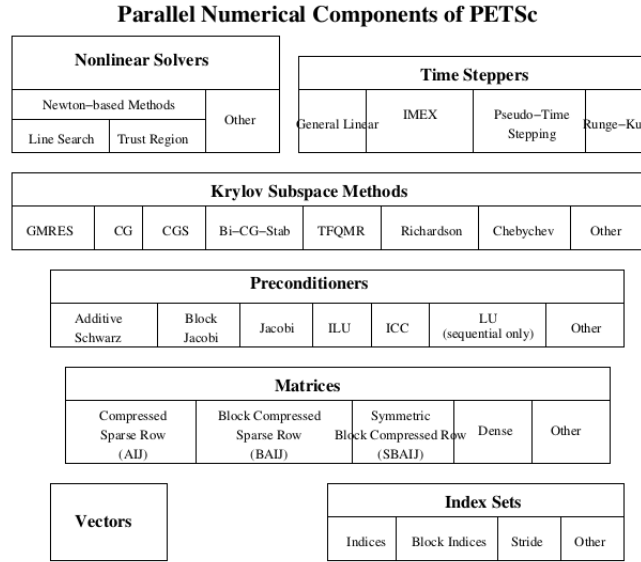 Parallel Numerical Components of PETSc
Nonlinear Solvers
Newton−based Methods
Other
Line Search
Trust Region
Time Steppers
General Linear
IMEX
Pseudo−Time
Stepping
Runge−Ku
Krylov Subspace Methods
GMRES
CG
CGS
Bi−CG−Stab
TFQMR
Richardson
Chebychev
Other
Preconditioners
Additive
Schwarz
Block
Jacobi
Jacobi
ILU
ICC
LU
(sequential only)
Other
Matrices
Compressed
Sparse Row
(AIJ)
Block Compressed
Sparse Row
(BAIJ)
Symmetric
Block Compressed Row
(SBAIJ)
Dense
Other
Vectors
Index Sets
Indices
Block Indices
Stride
Other